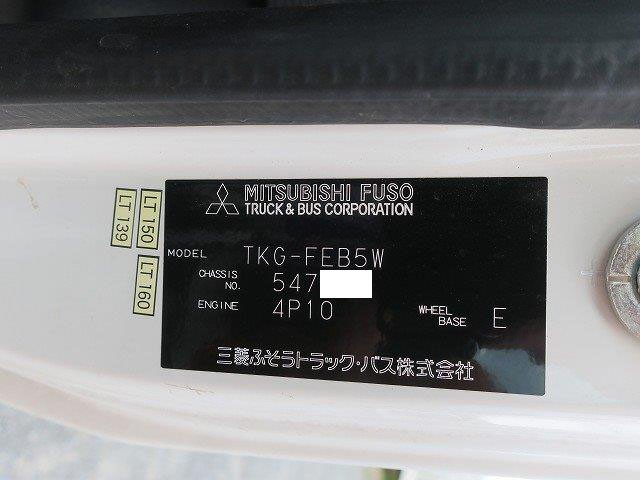 MITSUBISHI FUSO
TRUCK & BUS CORPORATION
LT 139
LT 150
LT 160
MODEL TKG-FEB5W
CHASSIS NO. 547
ENGINE 4P10
WHEEL BASE E
三菱ふそうトラック・バス株式会社